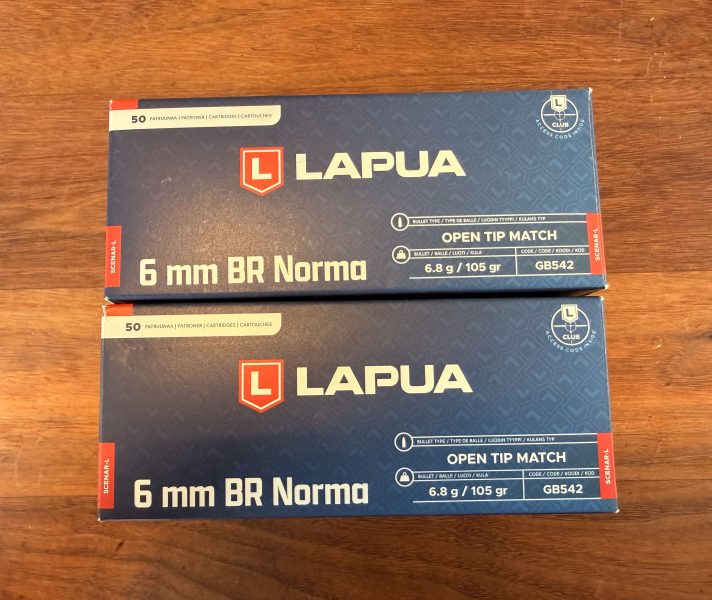 50 PATRUUNAA | PATRONER | CARTRIDGES | CARTOUCHES
L CLUB
ACCESS CODE INSIDE
L LAPUA
BULLET TYPE / TYPE DE BALLE / LUODIN TYYPPI / KULANS TYP
OPEN TIP MATCH
SCENAR-L
6 mm BR Norma
BULLET / BALLE / LUOTI / KULA
CODE / CODE / KOODI / KOD
6.8 g / 105 gr
GB542
SCENAR-L
50 PATRUUNAA | PATRONER | CARTRIDGES | CARTOUCHES
L CLUB
ACCESS CODE INSIDE
L LAPUA
BULLET TYPE / TYPE DE BALLE / LUODIN TYYPPI / KULANS TYP
OPEN TIP MATCH
SCENAR-L
6 mm BR Norma
BULLET / BALLE / LUOTI / KULA
CODE / CODE / KOODI / KOD
6.8 g / 105 gr
GB542
SCENAR-L